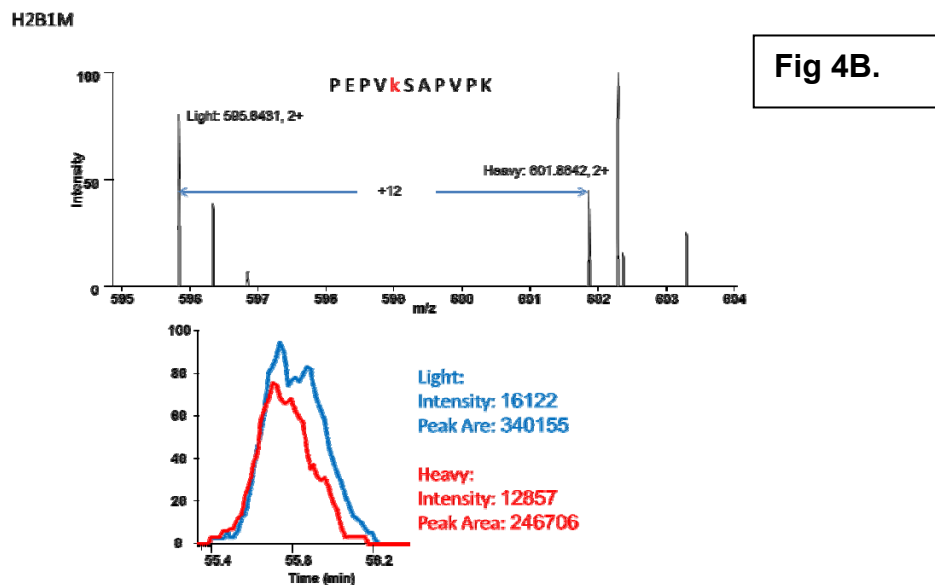 H2B1M
Fig 4B.
PEPVkSAPVPK
100
Light: 595.8431, 2+
Heavy: 601.8642, 2+
50
+12
Intensity
0
595 596 597 598 599 600 601 602 603 604
m/z
100
80
60
40
20
0
55.4 55.8 56.2
Time (min)
Light:
Intensity: 16122
Peak Are: 340155
Heavy:
Intensity: 12857
Peak Area: 246706